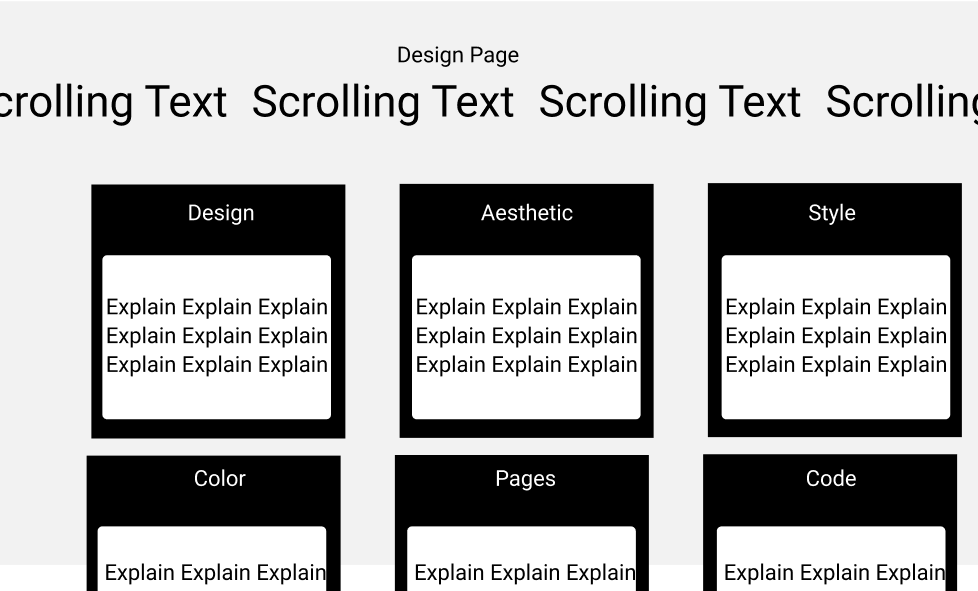 Design Page
crolling Text Scrolling Text Scrolling Text Scrolling
Design
Aesthetic
Style
Explain Explain Explain
Explain Explain Explain
Explain Explain Explain
Explain Explain Explain
Explain Explain Explain
Explain Explain Explain
Explain Explain Explain
Explain Explain Explain
Explain Explain Explain
Color
Pages
Code
Explain Explain Explain
Explain Explain Explain
Explain Explain Explain